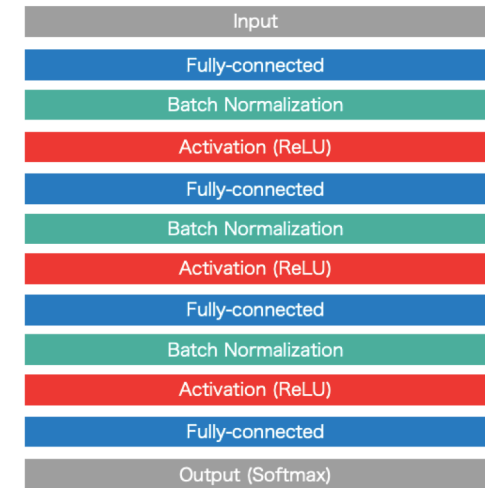 Input
Fully-connected
Batch Normalization
Activation (ReLU)
Fully-connected
Batch Normalization
Activation (ReLU)
Fully-connected
Batch Normalization
Activation (ReLU)
Fully-connected
Output (Softmax)